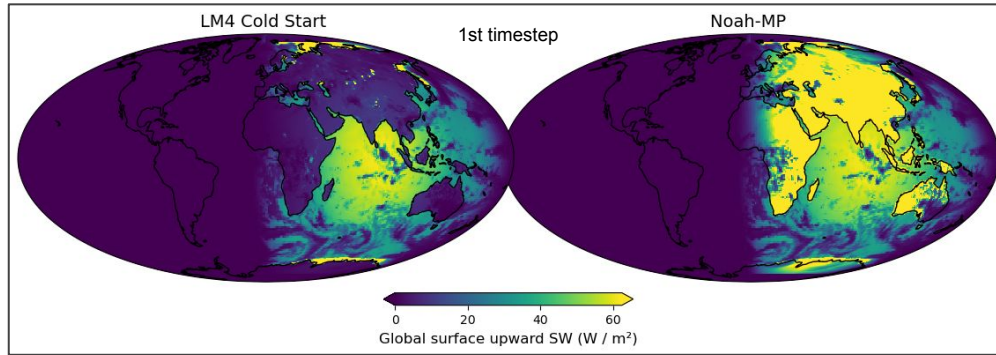 LM4 Cold Start
1st timestep
Noah-MP
0 20 40 60
Global surface upward SW (W / m²)